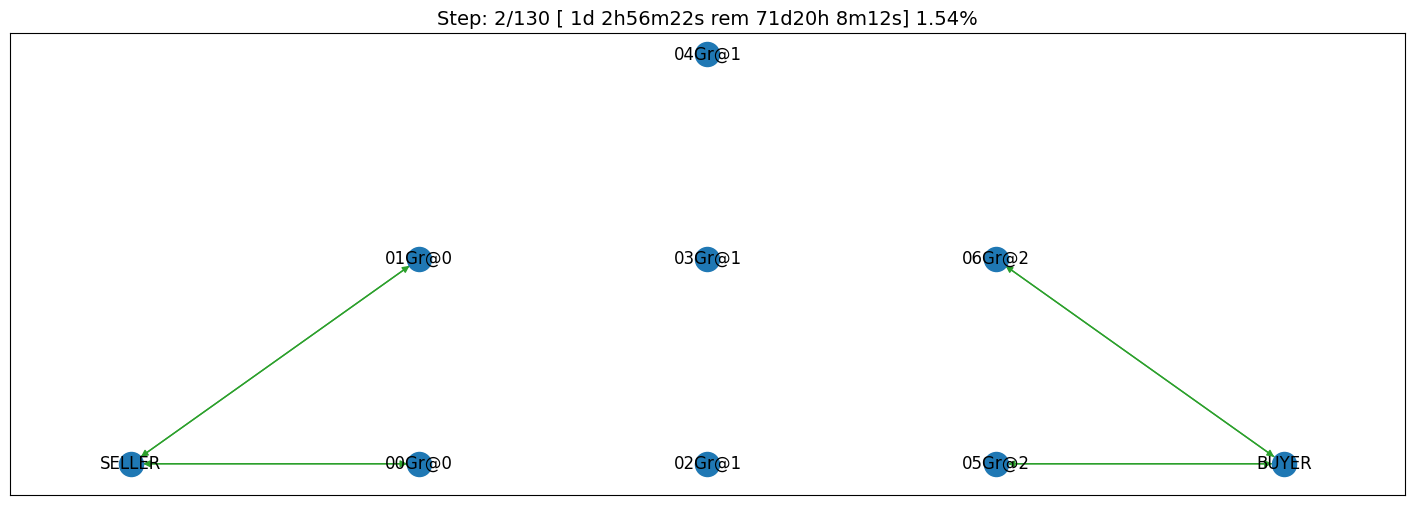 Step: 2/130 [ 1d 2h56m22s rem 71d20h 8m12s] 1.54%
04Gr@1
01Gr@0
03Gr@1
06Gr@2
SELLER
00Gr@0
02Gr@1
05Gr@2
BUYER